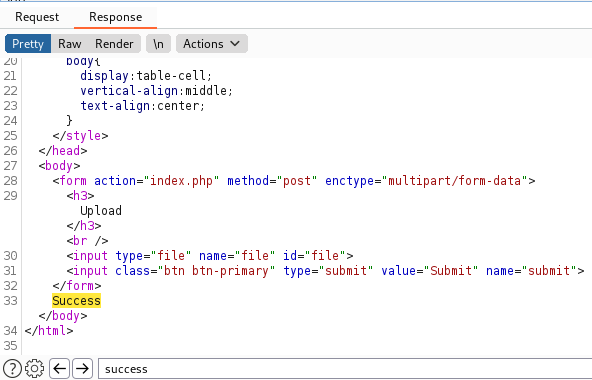 Request Response
Pretty Raw Render \n Actions
20 body{
21 display:table-cell;
22 vertical-align:middle;
23 text-align:center;
24 }
25 </style>
26 </head>
27 <body>
28 <form action="index.php" method="post" enctype="multipart/form-data">
29 <h3>
Upload
</h3>
<br />
30 <input type="file" name="file" id="file">
31 <input class="btn btn-primary" type="submit" value="Submit" name="submit">
32 </form>
33 Success
</body>
34 </html>
35
? success